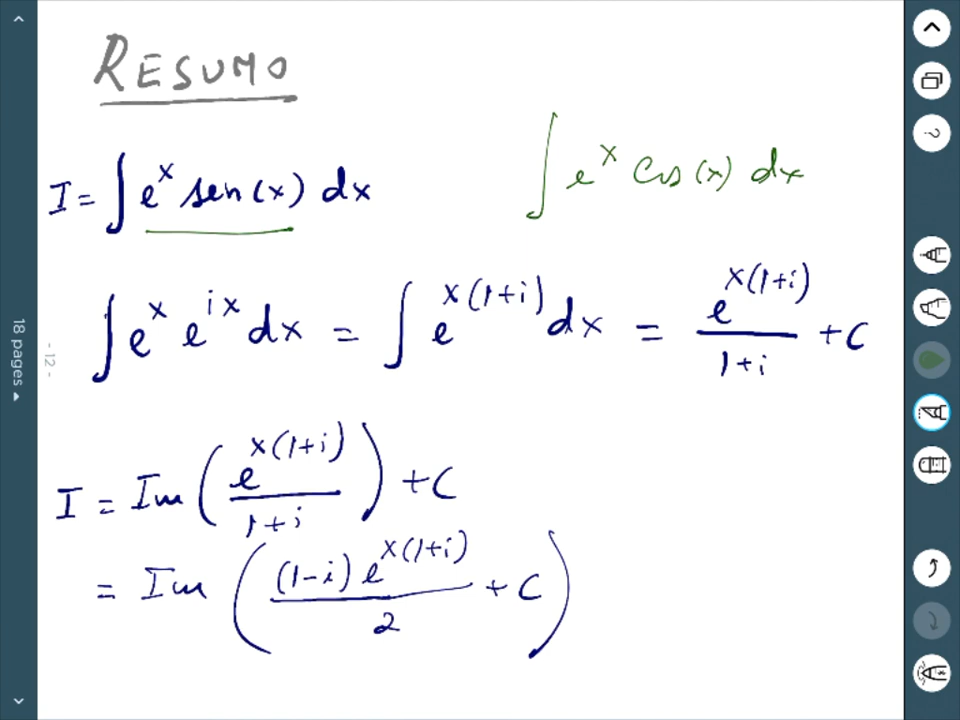 RESUMO
I = ∫ e^x sen(x) dx
∫ e^x cos(x) dx
∫ e^x e^{ix} dx = ∫ e^{x(1+i)} dx = e^{x(1+i)} / (1+i) + C
I = Im( e^{x(1+i)} / (1+i) ) + C
= Im( (1-i) e^{x(1+i)} / 2 + C )
- 12 -
18 pages
?